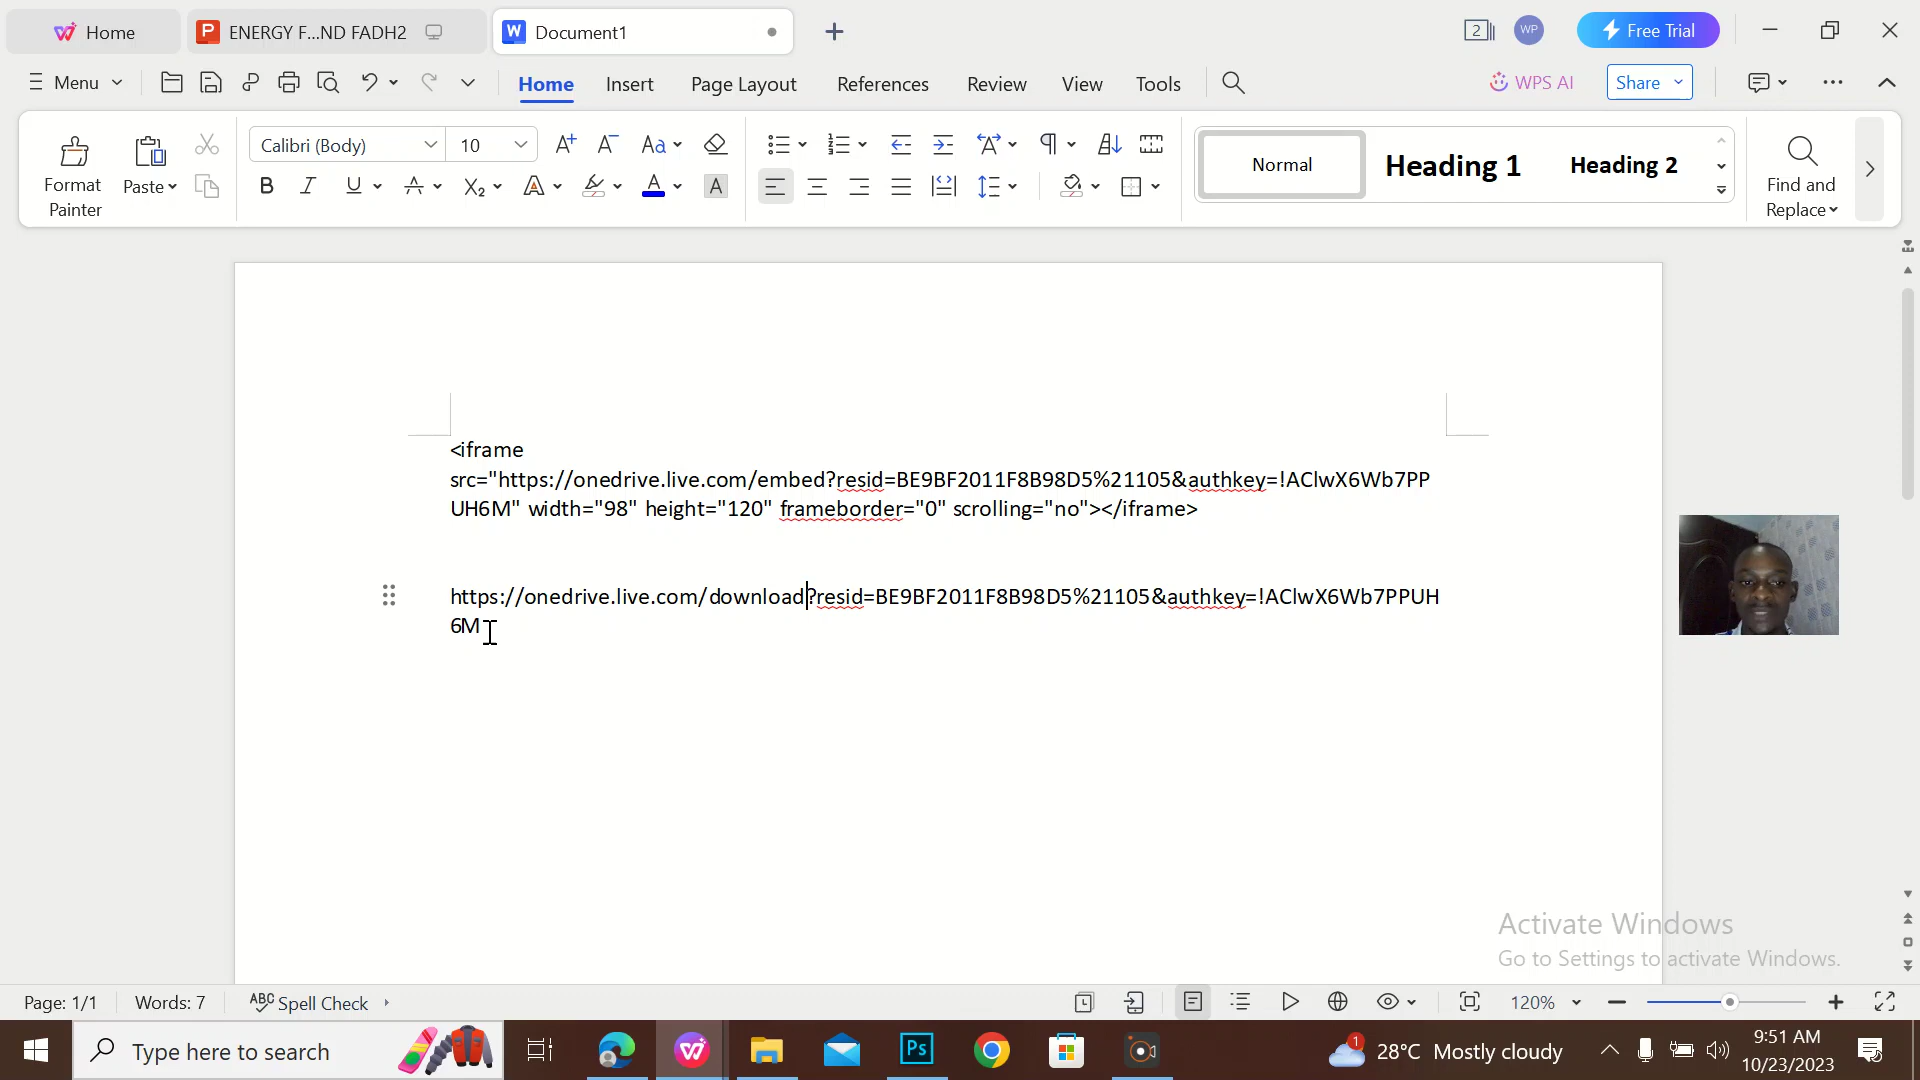 Home
ENERGY F...ND FADH2
Document1
2
WP
Free Trial
Menu
Home
Insert
Page Layout
References
Review
View
Tools
WPS AI
Share
Format
Painter
Paste
Calibri (Body)
10
Normal
Heading 1
Heading 2
Find and
Replace
<iframe
src="https://onedrive.live.com/embed?resid=BE9BF2011F8B98D5%21105&authkey=!AClwX6Wb7PP
UH6M" width="98" height="120" frameborder="0" scrolling="no"></iframe>
https://onedrive.live.com/download?resid=BE9BF2011F8B98D5%21105&authkey=!AClwX6Wb7PPUH
6M
Activate Windows
Go to Settings to activate Windows.
Page: 1/1
Words: 7
Spell Check
120%
Type here to search
Ps
1
28°C Mostly cloudy
9:51 AM
10/23/2023